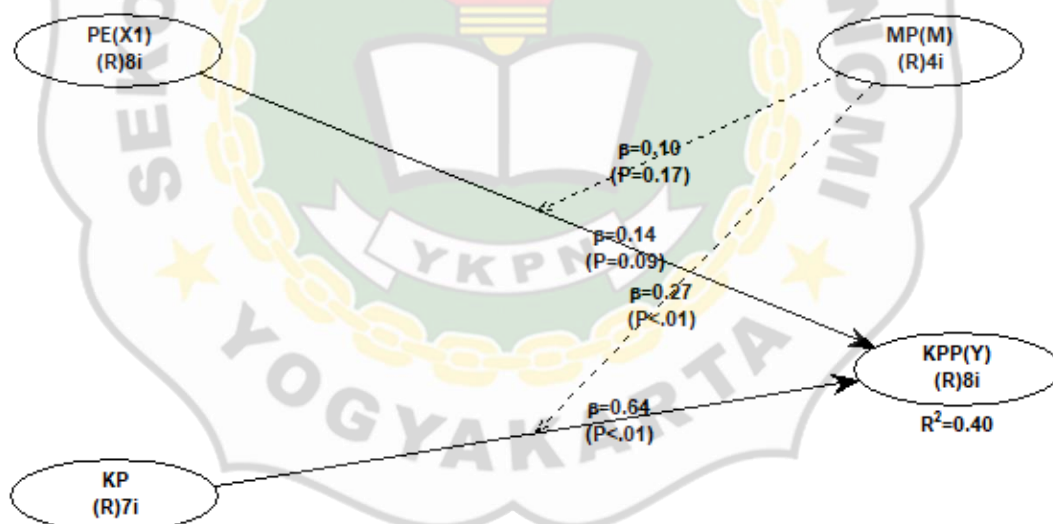 PE(X1)
(R)8i
MP(M)
(R)4i
β=0.10
(P=0.17)
β=0.14
(P=0.09)
β=0.27
(P<.01)
KPP(Y)
(R)8i
R²=0.40
β=0.64
(P<.01)
KP
(R)7i
YKPN
YOGYAKARTA